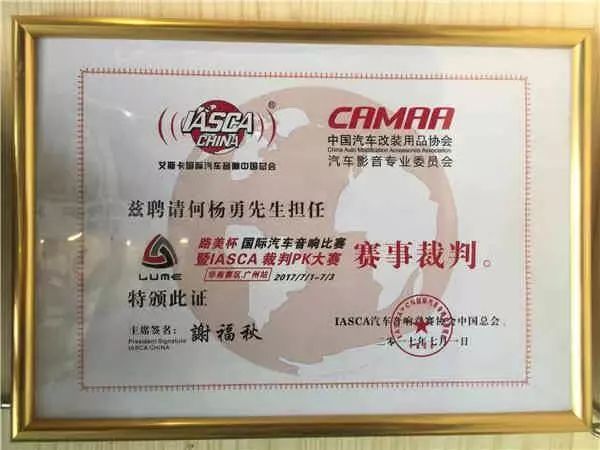 IASCA
CHINA
®
艾斯卡国际汽车音响中国总会
CAMAA
中国汽车改装用品协会
China Auto Modification Accessories Association
汽车影音专业委员会
兹聘请何杨勇先生担任
LUME
路美杯 国际汽车音响比赛
暨IASCA 裁判PK大赛
华南赛区.广州站 2017/7/1-7/3
赛事裁判。
特颁此证
主席签名：
President Signature
IASCA CHINA
謝福秋
IASCA汽车音响竞赛协会中国总会
二零一七年七月一日